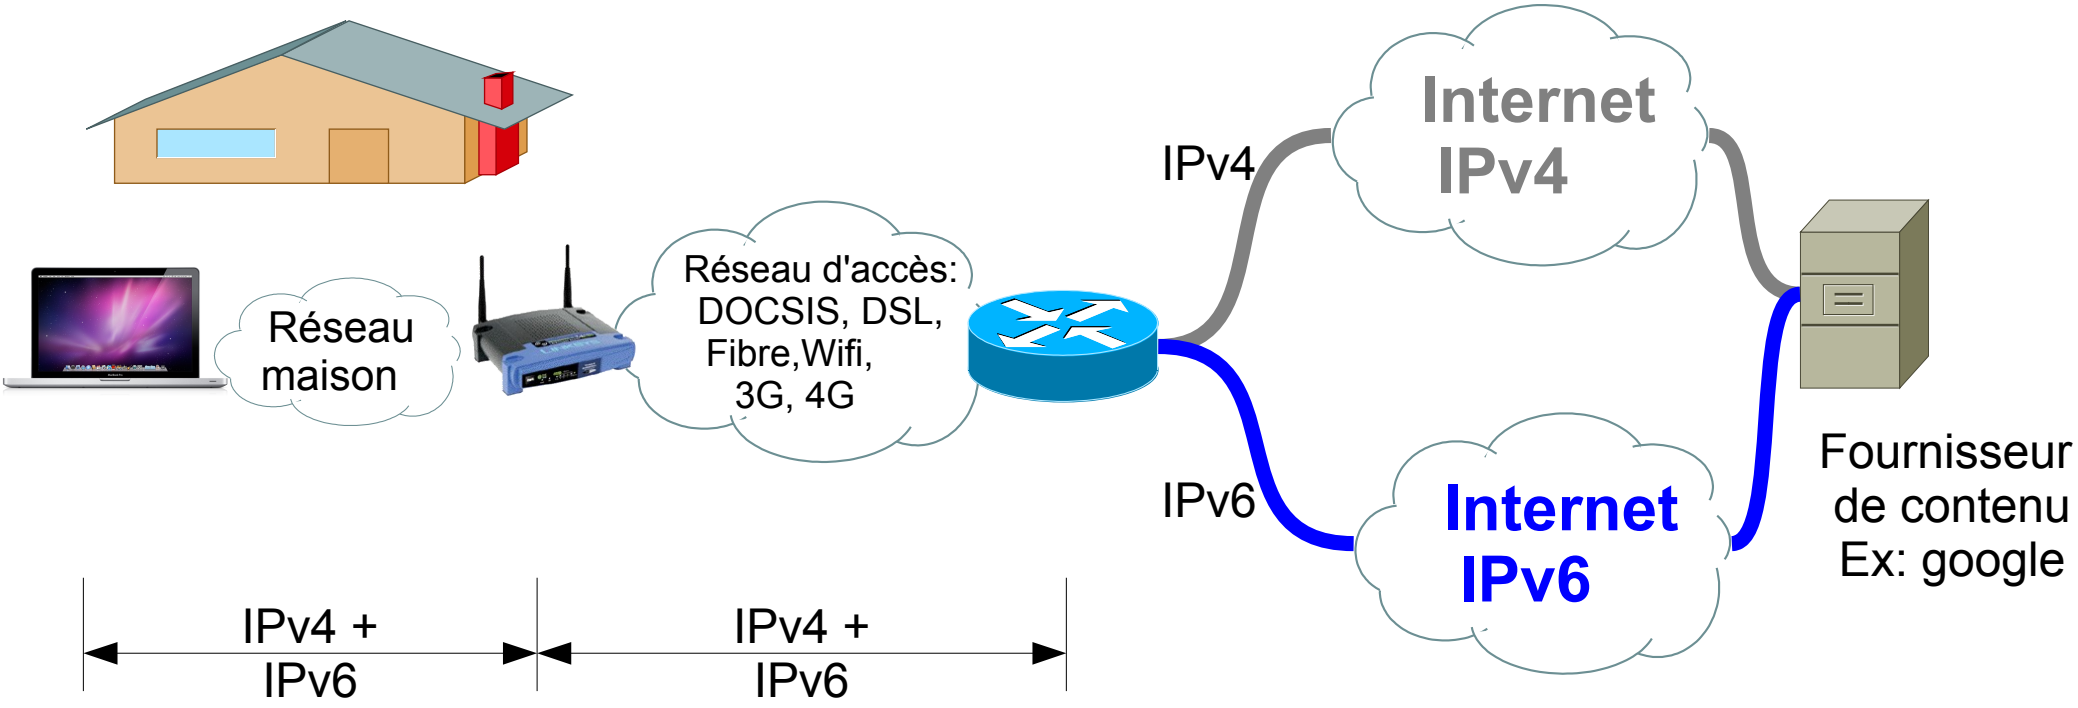 Internet
IPv4
IPv4
Réseau d'accès:
DOCSIS, DSL,
Fibre,Wifi,
3G, 4G
Réseau
maison
Fournisseur
de contenu
Ex: google
IPv6
Internet
IPv6
IPv4 +
IPv6
IPv4 +
IPv6